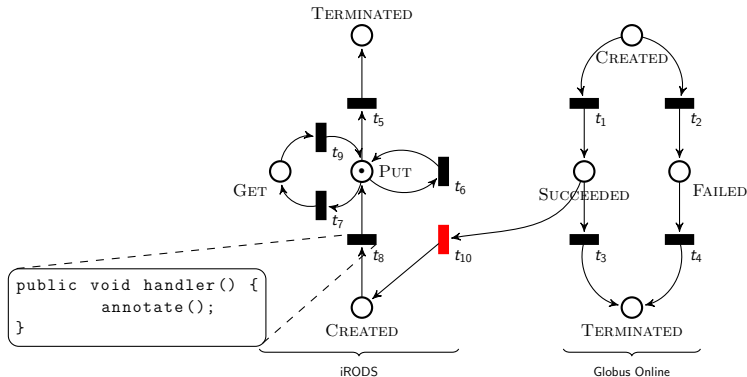 TERMINATED
CREATED
t5
t1
t2
t9
GET
PUT
t6
SUCCEEDED
FAILED
t7
t8
t10
t3
t4
public void handler() {
annotate();
}
CREATED
TERMINATED
iRODS
Globus Online